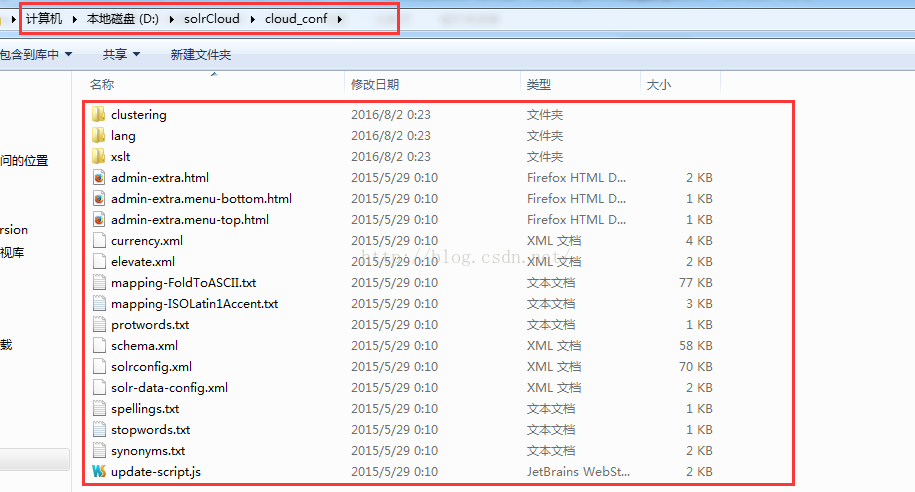 计算机 ▸ 本地磁盘 (D:) ▸ solrCloud ▸ cloud_conf ▸
包含到库中 共享 新建文件夹
名称 修改日期 类型 大小
clustering 2016/8/2 0:23 文件夹
lang 2016/8/2 0:23 文件夹
问的位置
xslt 2016/8/2 0:23 文件夹
admin-extra.html 2015/5/29 0:10 Firefox HTML D... 2 KB
admin-extra.menu-bottom.html 2015/5/29 0:10 Firefox HTML D... 1 KB
admin-extra.menu-top.html 2015/5/29 0:10 Firefox HTML D... 1 KB
rsion
currency.xml 2015/5/29 0:10 XML 文档 4 KB
视库
elevate.xml 2015/5/29 0:10 XML 文档 2 KB
http://blog.csdn.net/
mapping-FoldToASCII.txt 2015/5/29 0:10 文本文档 77 KB
mapping-ISOLatin1Accent.txt 2015/5/29 0:10 文本文档 3 KB
protwords.txt 2015/5/29 0:10 文本文档 1 KB
载
schema.xml 2015/5/29 0:10 XML 文档 58 KB
solrconfig.xml 2015/5/29 0:10 XML 文档 70 KB
solr-data-config.xml 2015/5/29 0:10 XML 文档 2 KB
spellings.txt 2015/5/29 0:10 文本文档 1 KB
stopwords.txt 2015/5/29 0:10 文本文档 1 KB
synonyms.txt 2015/5/29 0:10 文本文档 2 KB
update-script.js 2015/5/29 0:10 JetBrains WebSt... 2 KB